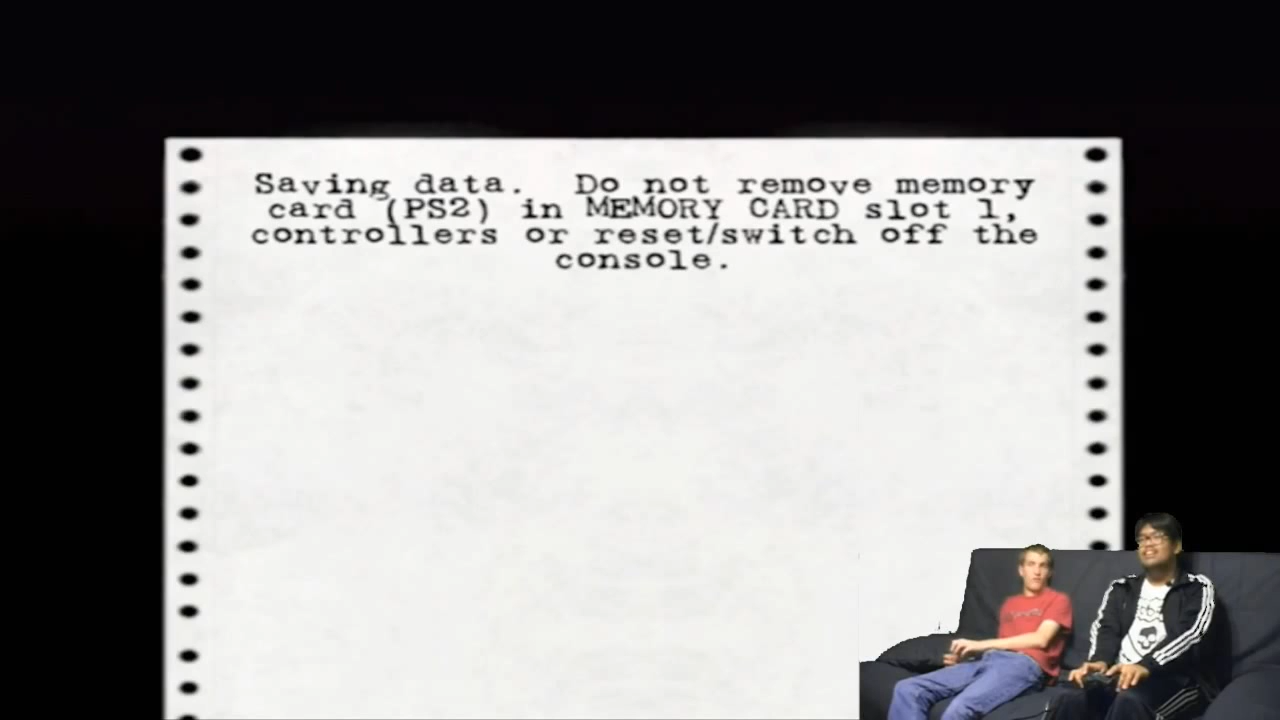 Saving data.  Do not remove memory
card (PS2) in MEMORY CARD slot 1,
controllers or reset/switch off the
console.